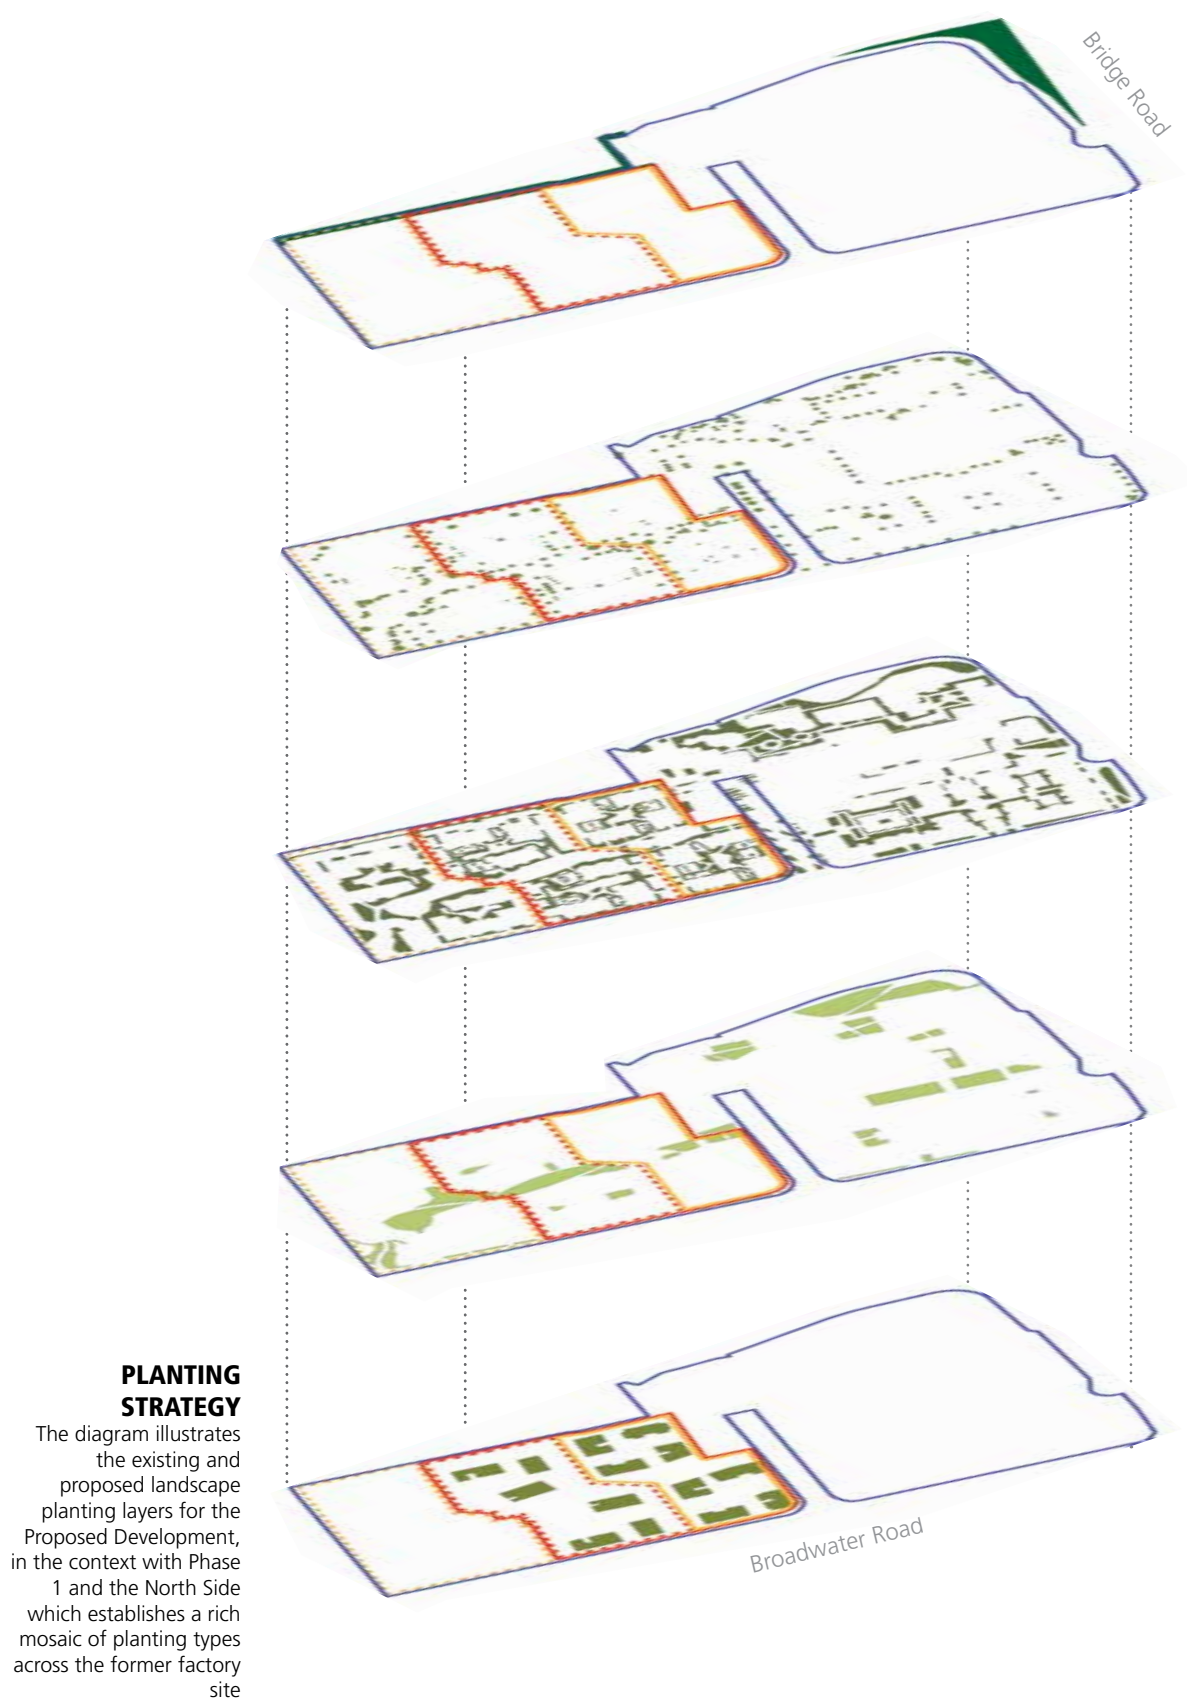 Bridge Road
PLANTING
STRATEGY
The diagram illustrates
the existing and
proposed landscape
planting layers for the
Proposed Development,
in the context with Phase
1 and the North Side
which establishes a rich
mosaic of planting types
across the former factory
site
Broadwater Road